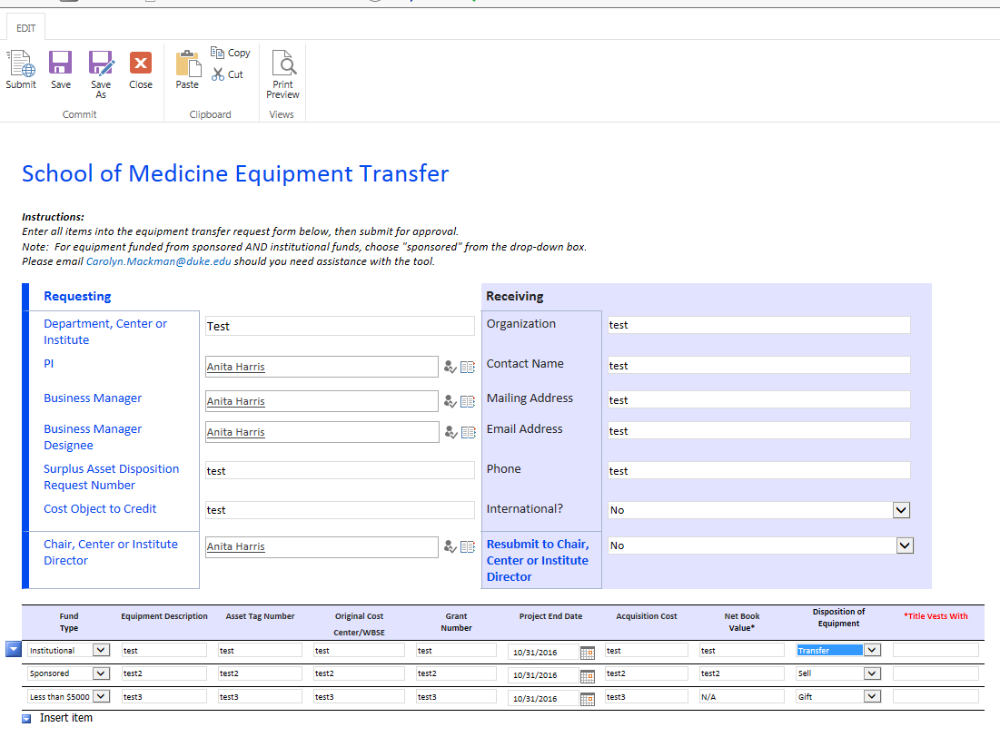 EDIT
Submit
Save
Save As
Close
Paste
Copy
Cut
Print Preview
Commit
Clipboard
Views
School of Medicine Equipment Transfer
Instructions:
Enter all items into the equipment transfer request form below, then submit for approval.
Note:  For equipment funded from sponsored AND institutional funds, choose "sponsored" from the drop-down box.
Please email Carolyn.Mackman@duke.edu should you need assistance with the tool.
Requesting
Receiving
Department, Center or Institute
Test
Organization
test
PI
Anita Harris
Contact Name
test
Business Manager
Anita Harris
Mailing Address
test
Business Manager Designee
Anita Harris
Email Address
test
Surplus Asset Disposition Request Number
test
Phone
test
Cost Object to Credit
test
International?
No
Chair, Center or Institute Director
Anita Harris
Resubmit to Chair, Center or Institute Director
No
Fund Type
Equipment Description
Asset Tag Number
Original Cost Center/WBSE
Grant Number
Project End Date
Acquisition Cost
Net Book Value*
Disposition of Equipment
*Title Vests With
Institutional test test test test 10/31/2016 test test Transfer
Sponsored test2 test2 test2 test2 10/31/2016 test2 test2 Sell
Less than $5000 test3 test3 test3 test3 10/31/2016 test3 N/A Gift
Insert item